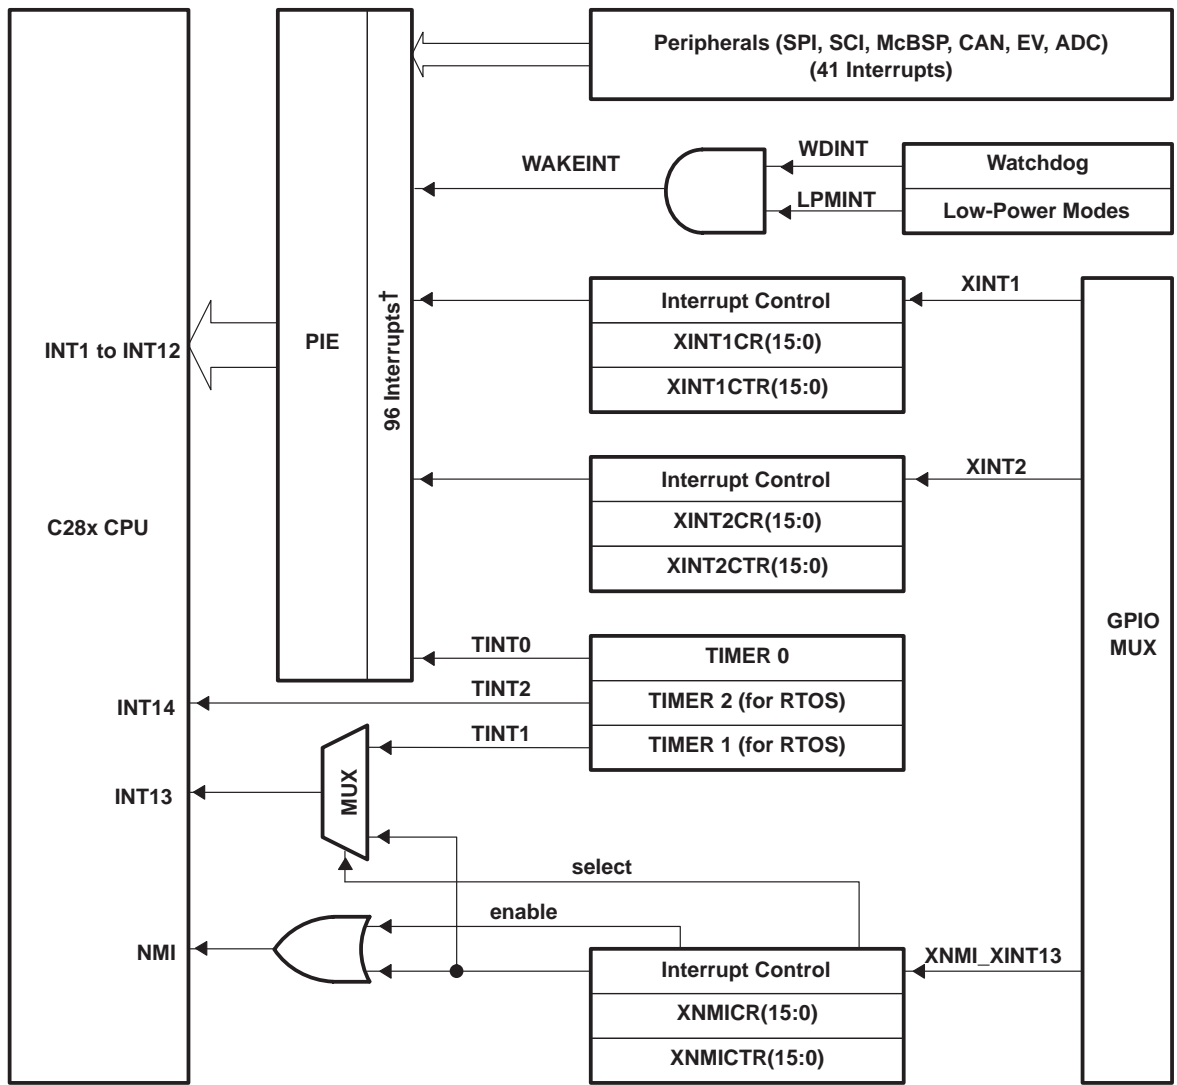 Peripherals (SPI, SCI, McBSP, CAN, EV, ADC)
(41 Interrupts)
WDINT
WAKEINT
Watchdog
LPMINT
Low-Power Modes
XINT1
96 Interrupts†
Interrupt Control
PIE
INT1 to INT12
XINT1CR(15:0)
XINT1CTR(15:0)
XINT2
Interrupt Control
C28x CPU
XINT2CR(15:0)
XINT2CTR(15:0)
GPIO
MUX
TINT0
TIMER 0
TINT2
INT14
TIMER 2 (for RTOS)
TINT1
TIMER 1 (for RTOS)
MUX
INT13
select
enable
NMI
XNMI_XINT13
Interrupt Control
XNMICR(15:0)
XNMICTR(15:0)